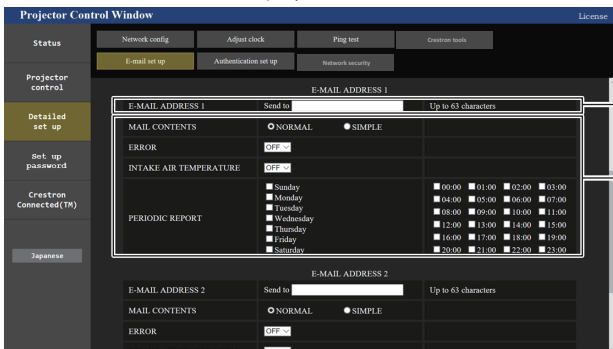 Projector Control Window
License
Status
Network config
Adjust clock
Ping test
Crestron tools
E-mail set up
Authentication set up
Network security
Projector control
Detailed set up
Set up password
Crestron Connected(TM)
Japanese
E-MAIL ADDRESS 1
E-MAIL ADDRESS 1 Send to Up to 63 characters
MAIL CONTENTS NORMAL SIMPLE
ERROR OFF
INTAKE AIR TEMPERATURE OFF
PERIODIC REPORT
Sunday 00:00 01:00 02:00 03:00
Monday 04:00 05:00 06:00 07:00
Tuesday 08:00 09:00 10:00 11:00
Wednesday 12:00 13:00 14:00 15:00
Thursday 16:00 17:00 18:00 19:00
Friday 20:00 21:00 22:00 23:00
Saturday
E-MAIL ADDRESS 2
E-MAIL ADDRESS 2 Send to Up to 63 characters
MAIL CONTENTS NORMAL SIMPLE
ERROR OFF